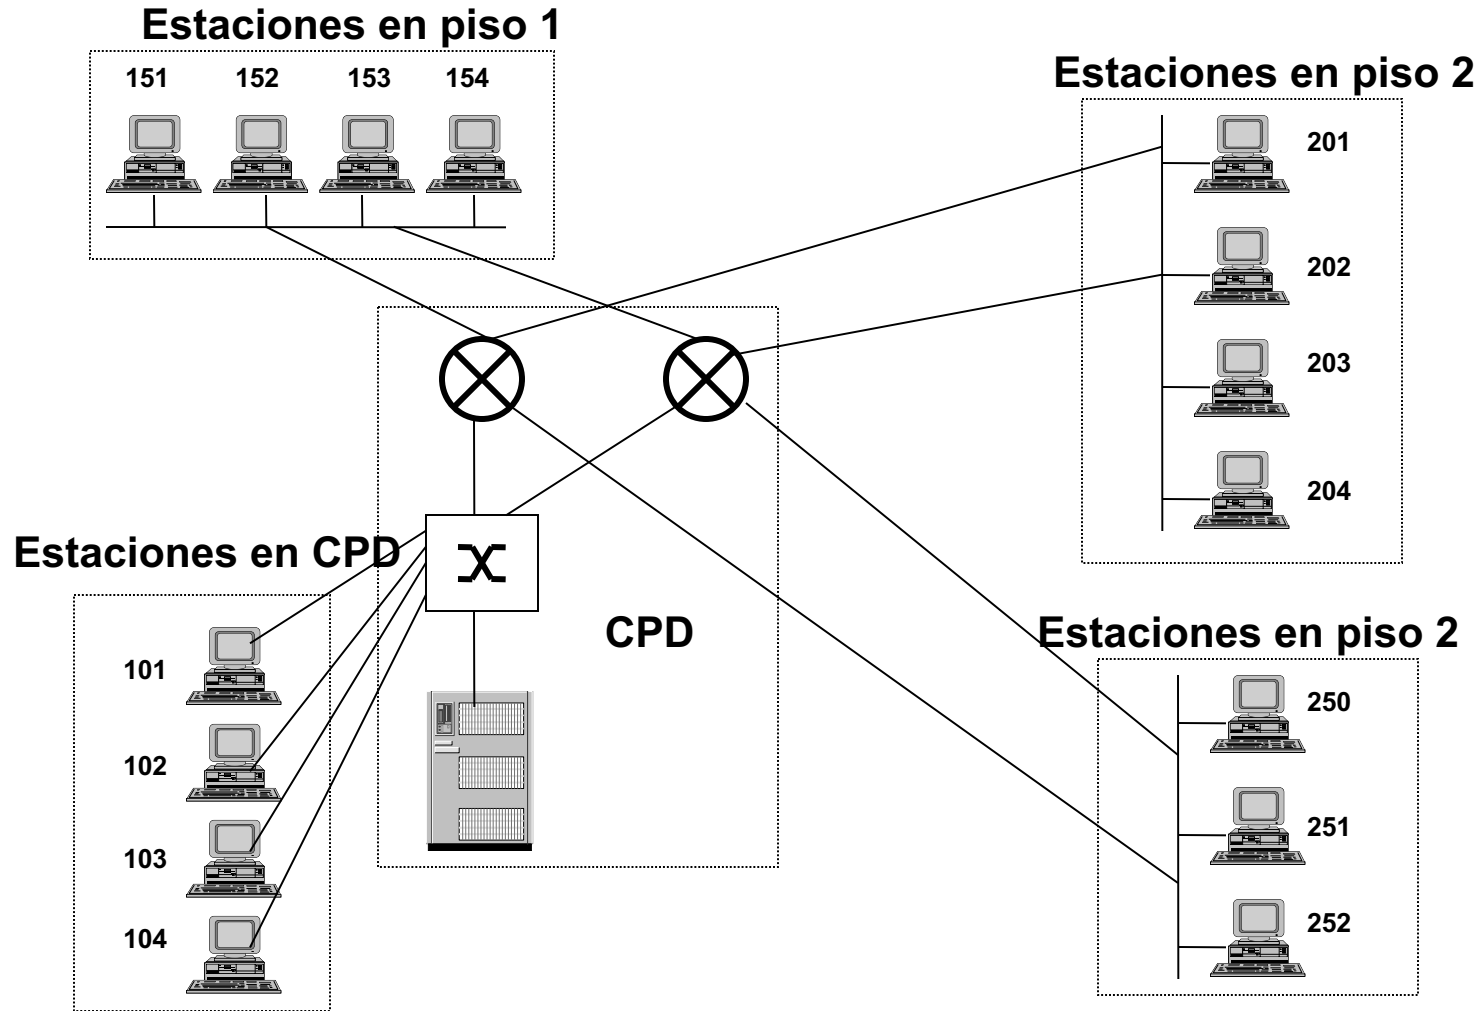 Estaciones en piso 1
151 152 153 154
Estaciones en piso 2
201
202
203
204
Estaciones en CPD
101
102
103
104
CPD
Estaciones en piso 2
250
251
252